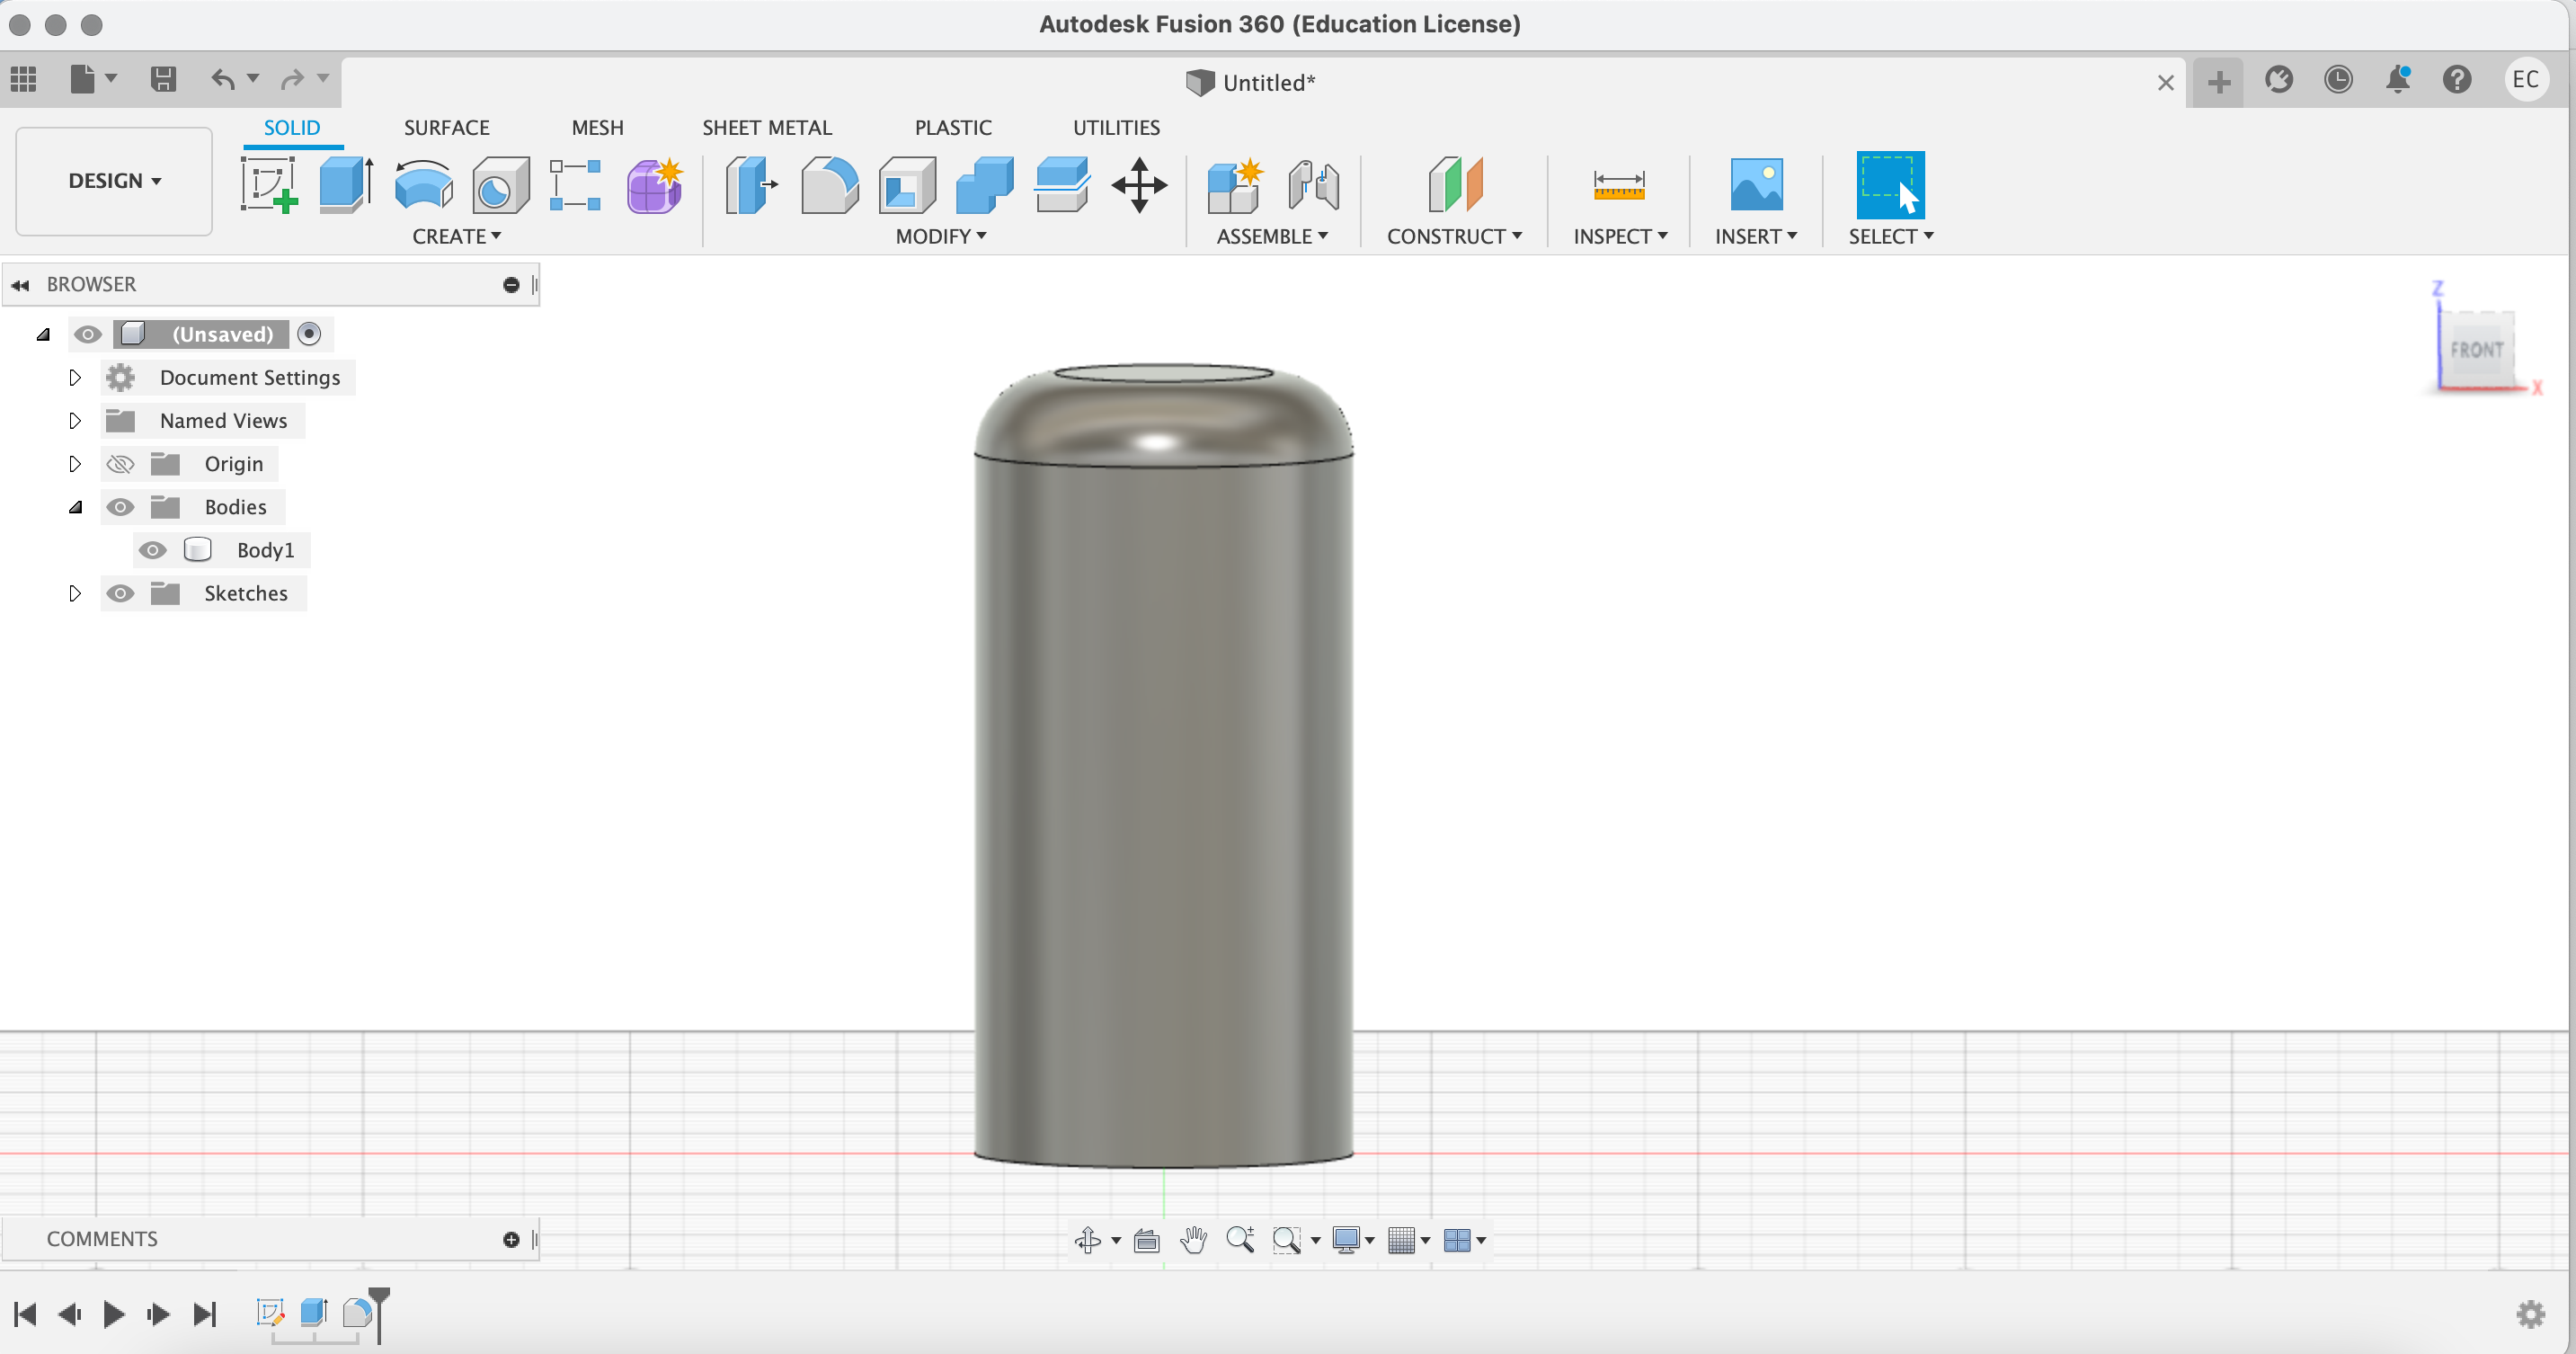 Autodesk Fusion 360 (Education License)
Untitled*
EC
DESIGN
SOLID SURFACE MESH SHEET METAL PLASTIC UTILITIES
CREATE MODIFY ASSEMBLE CONSTRUCT INSPECT INSERT SELECT
BROWSER
(Unsaved)
Document Settings
Named Views
Origin
Bodies
Body1
Sketches
Z
FRONT
X
COMMENTS